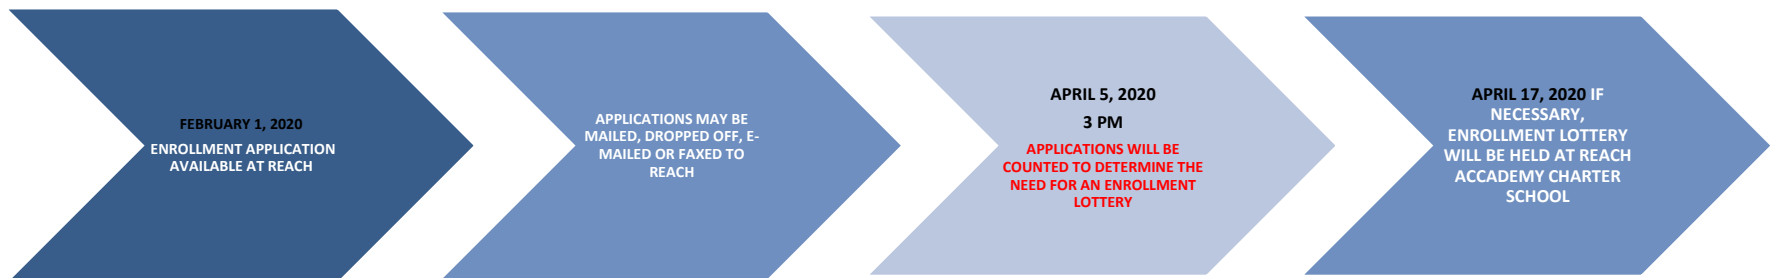 FEBRUARY 1, 2020
ENROLLMENT APPLICATION
AVAILABLE AT REACH
APPLICATIONS MAY BE
MAILED, DROPPED OFF, E-
MAILED OR FAXED TO
REACH
APRIL 5, 2020
3 PM
APPLICATIONS WILL BE
COUNTED TO DETERMINE THE
NEED FOR AN ENROLLMENT
LOTTERY
APRIL 17, 2020 IF
NECESSARY,
ENROLLMENT LOTTERY
WILL BE HELD AT REACH
ACCADEMY CHARTER
SCHOOL